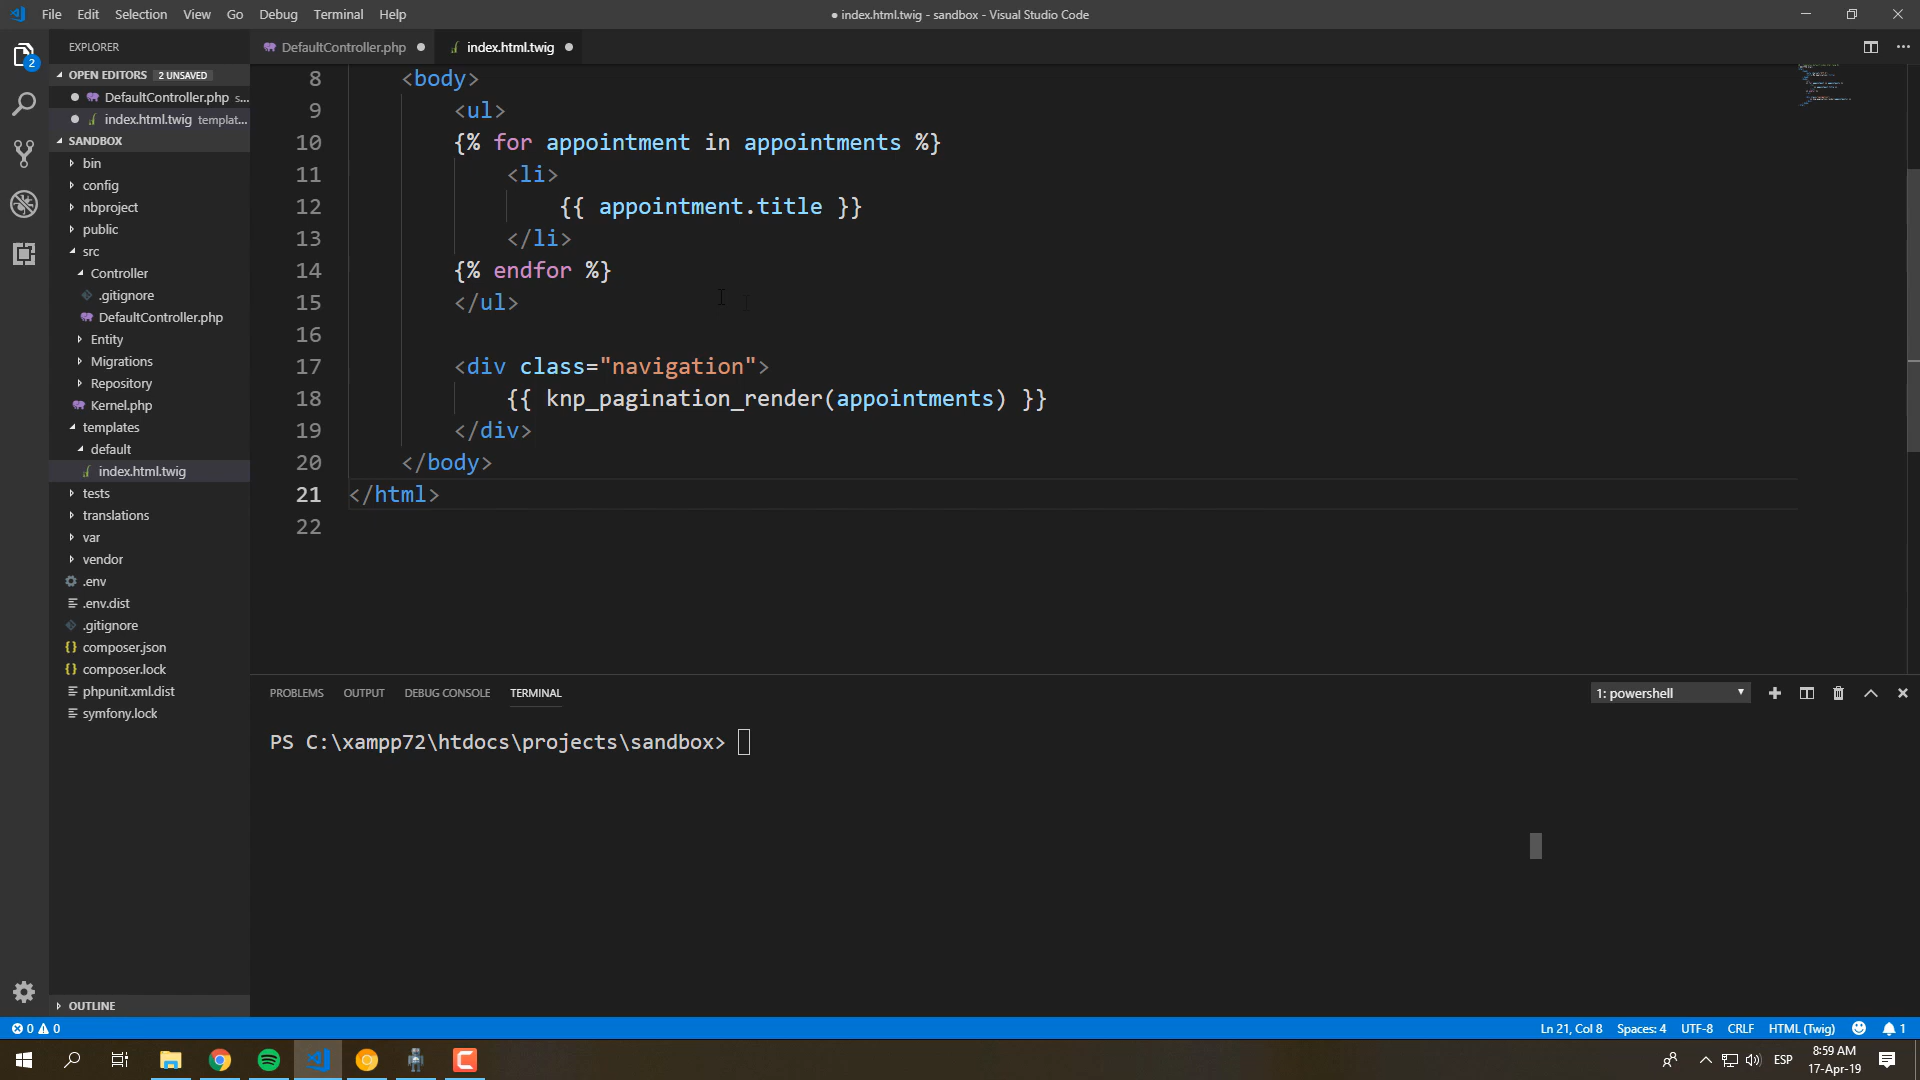 File Edit Selection View Go Debug Terminal Help
● index.html.twig - sandbox - Visual Studio Code
EXPLORER
DefaultController.php ●
index.html.twig ●
OPEN EDITORS 2 UNSAVED
● DefaultController.php s...
● index.html.twig templat...
SANDBOX
bin
config
nbproject
public
src
Controller
.gitignore
DefaultController.php
Entity
Migrations
Repository
Kernel.php
templates
default
index.html.twig
tests
translations
var
vendor
.env
.env.dist
.gitignore
composer.json
composer.lock
phpunit.xml.dist
symfony.lock
OUTLINE
2
8 <body>
9 <ul>
10 {% for appointment in appointments %}
11 <li>
12 {{ appointment.title }}
13 </li>
14 {% endfor %}
15 </ul>
16
17 <div class="navigation">
18 {{ knp_pagination_render(appointments) }}
19 </div>
20 </body>
21 </html>
22
PROBLEMS OUTPUT DEBUG CONSOLE TERMINAL
1: powershell
PS C:\xampp72\htdocs\projects\sandbox>
0 0
Ln 21, Col 8 Spaces: 4 UTF-8 CRLF HTML (Twig) 1
ESP
8:59 AM
17-Apr-19